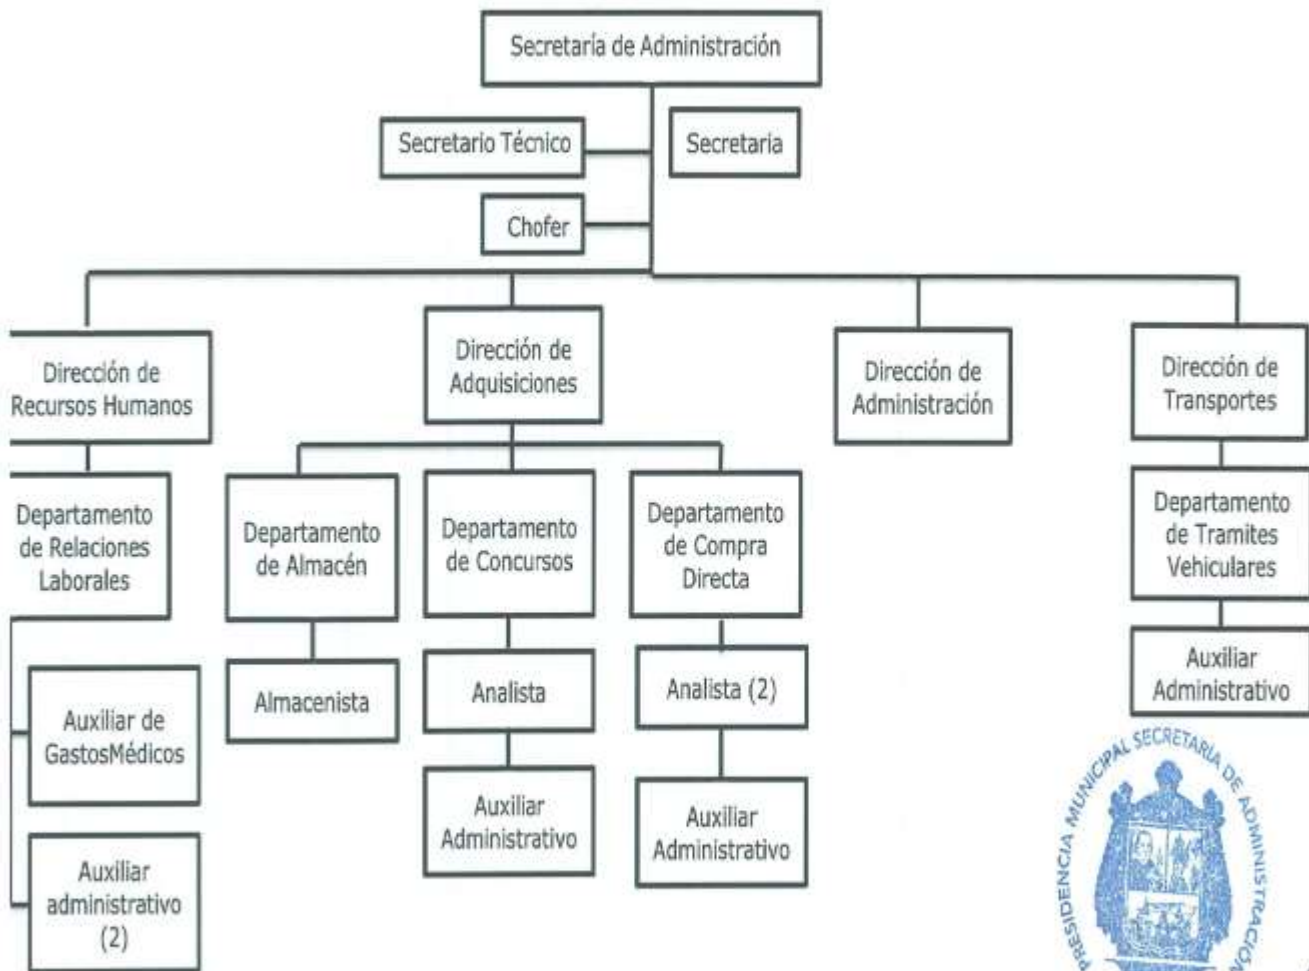 Secretaría de Administración
Secretario Técnico
Secretaria
Chofer
Dirección de
Recursos Humanos
Dirección de
Adquisiciones
Dirección de
Administración
Dirección de
Transportes
Departamento
de Relaciones
Laborales
Departamento
de Almacén
Departamento
de Concursos
Departamento
de Compra
Directa
Departamento
de Tramites
Vehiculares
Auxiliar de
GastosMédicos
Almacenista
Analista
Analista (2)
Auxiliar
Administrativo
Auxiliar
administrativo
(2)
Auxiliar
Administrativo
Auxiliar
Administrativo
PRESIDENCIA MUNICIPAL SECRETARIA DE ADMINISTRACIÓN